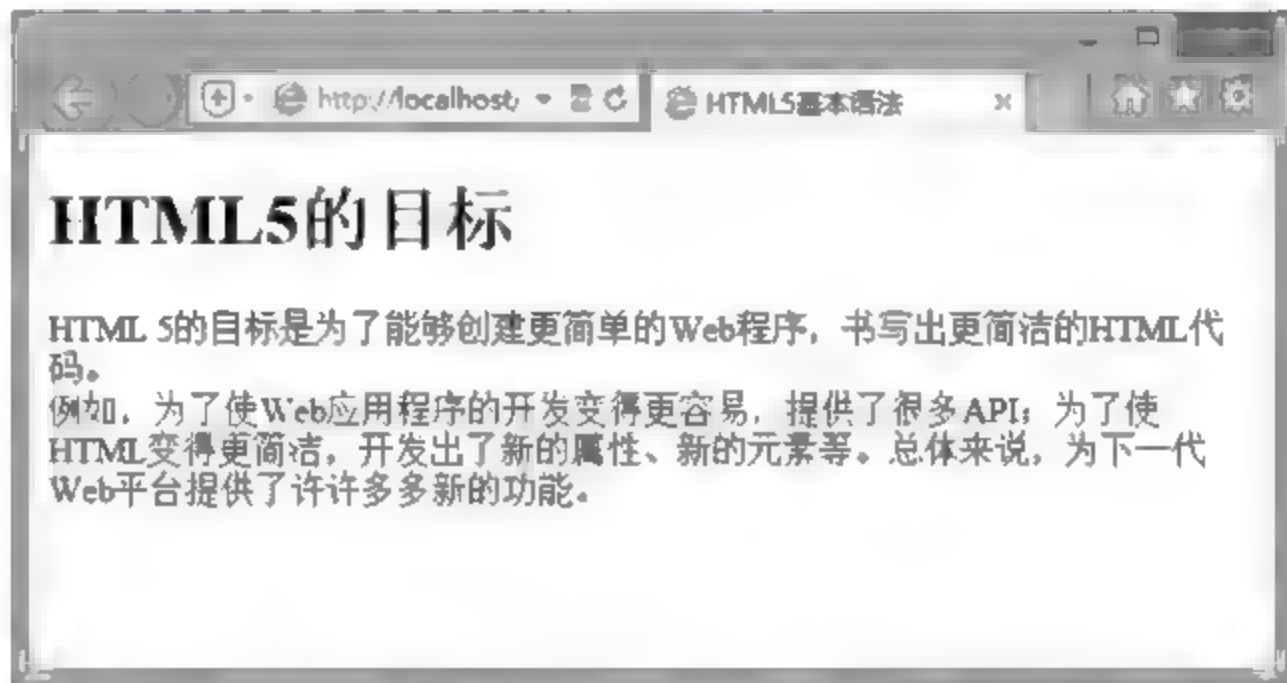 http://localhost/
HTML5基本语法
HTML5的目标
HTML 5的目标是为了能够创建更简单的Web程序，书写出更简洁的HTML代
码。
例如，为了使Web应用程序的开发变得更容易，提供了很多API；为了使
HTML变得更简洁，开发出了新的属性、新的元素等。总体来说，为下一代
Web平台提供了许许多多新的功能。